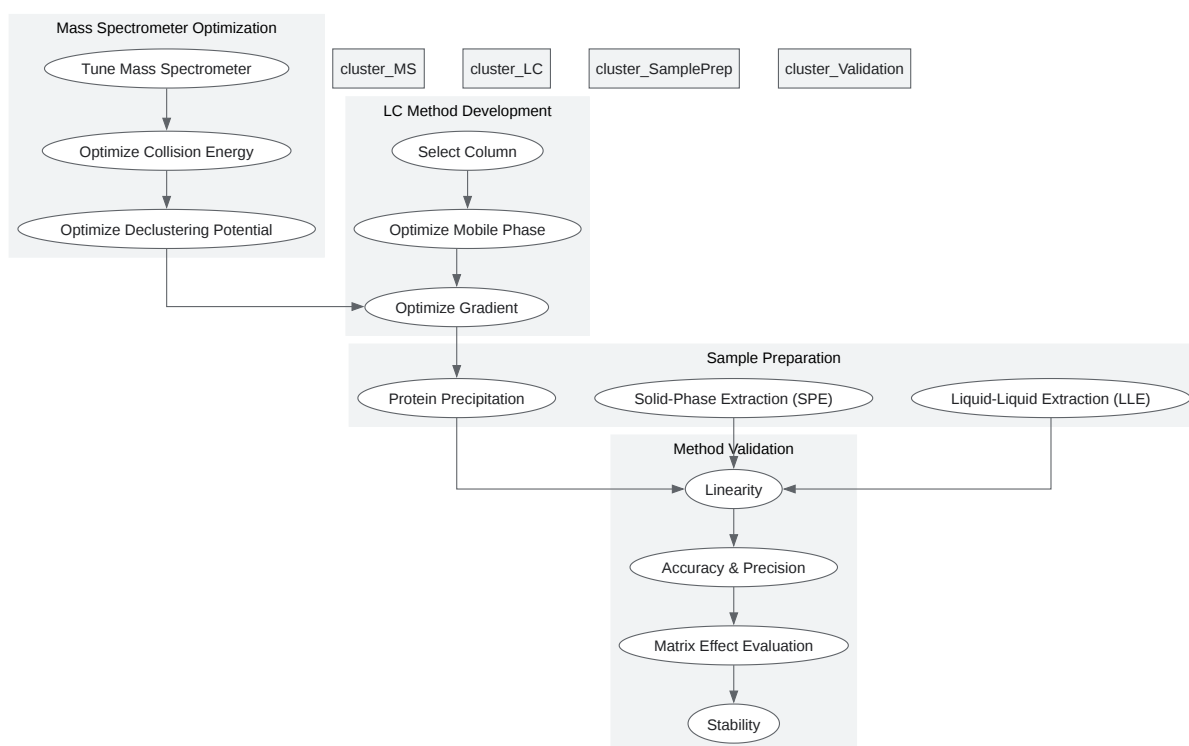 Mass Spectrometer Optimization
Tune Mass Spectrometer
cluster_MS
cluster_LC
cluster_SamplePrep
cluster_Validation
LC Method Development
Optimize Collision Energy
Select Column
Optimize Declustering Potential
Optimize Mobile Phase
Optimize Gradient
Sample Preparation
Protein Precipitation
Solid-Phase Extraction (SPE)
Liquid-Liquid Extraction (LLE)
Method Validation
Linearity
Accuracy & Precision
Matrix Effect Evaluation
Stability